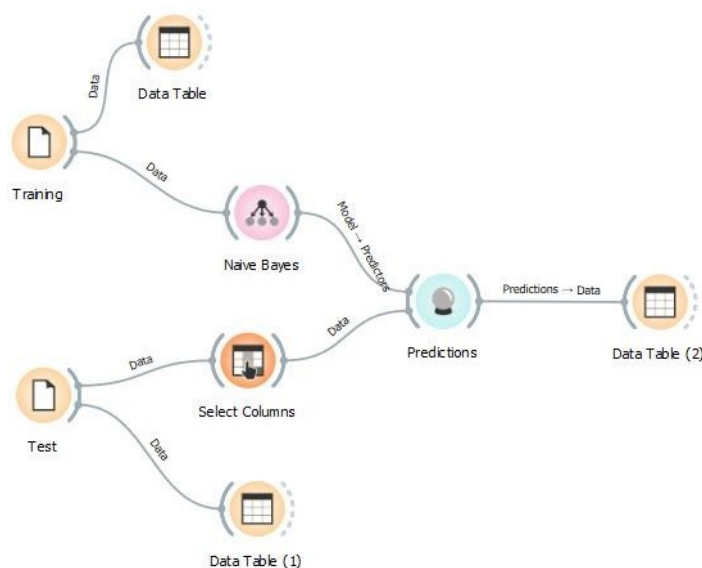 Data
Data Table
Training
Data
Naive Bayes
Model → Predictors
Predictions → Data
Predictions
Data Table (2)
Data
Data
Select Columns
Test
Data
Data Table (1)